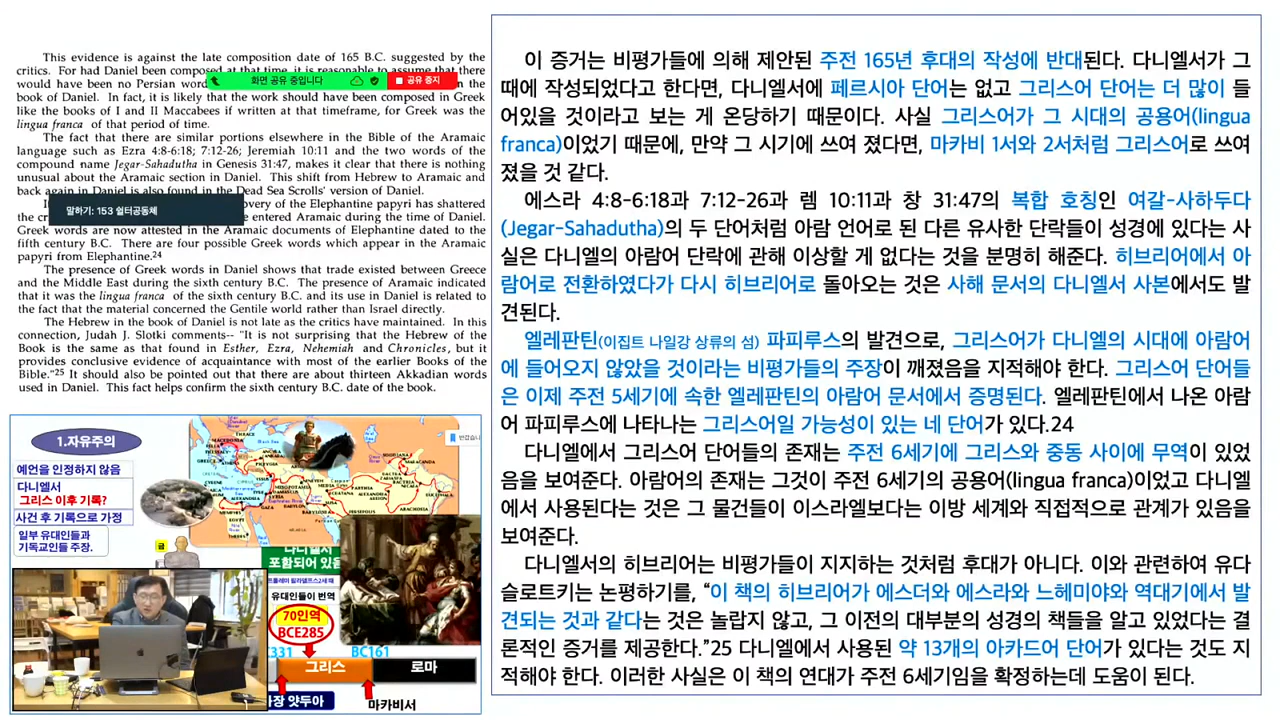 This evidence is against the late composition date of 165 B.C. suggested by the
critics. For had Daniel been composed at that time, it is reasonable to assume that there
would have been no Persian word
n the
화면 공유 중입니다
공유 중지
book of Daniel. In fact, it is likely that the work should have been composed in Greek
like the books of I and II Maccabees if written at that timeframe, for Greek was the
lingua franca of that period of time.
The fact that there are similar portions elsewhere in the Bible of the Aramaic
language such as Ezra 4:8-6:18; 7:12-26; Jeremiah 10:11 and the two words of the
compound name Jegar-Sahadutha in Genesis 31:47, makes it clear that there is nothing
unusual about the Aramaic section in Daniel. This shift from Hebrew to Aramaic and
back again in Daniel is also found in the Dead Sea Scrolls' version of Daniel.
overy of the Elephantine papyri has shattered
말하기: 153 쉴터공동체
the cr
e entered Aramaic during the time of Daniel.
Greek words are now attested in the Aramaic documents of Elephantine dated to the
fifth century B.C. There are four possible Greek words which appear in the Aramaic
papyri from Elephantine.24
The presence of Greek words in Daniel shows that trade existed between Greece
and the Middle East during the sixth century B.C. The presence of Aramaic indicated
that it was the lingua franca of the sixth century B.C. and its use in Daniel is related to
the fact that the material concerned the Gentile world rather than Israel directly.
The Hebrew in the book of Daniel is not late as the critics have maintained. In this
connection, Judah J. Slotki comments-- "It is not surprising that the Hebrew of the
Book is the same as that found in Esther, Ezra, Nehemiah and Chronicles, but it
provides conclusive evidence of acquaintance with most of the earlier Books of the
Bible."25 It should also be pointed out that there are about thirteen Akkadian words
used in Daniel. This fact helps confirm the sixth century B.C. date of the book.
1.자유주의
예언을 인정하지 않음
다니엘서
그리스 이후 기록?
사건 후 기록으로 가정
일부 유대인들과
기독교인들 주장.
금
다니엘서
포함되어 있음
유대인들이 번역
70인역
BCE285
331
BC161
그리스
로마
장 얏두아
마카비서
이 증거는 비평가들에 의해 제안된 주전 165년 후대의 작성에 반대된다. 다니엘서가 그
때에 작성되었다고 한다면, 다니엘서에 페르시아 단어는 없고 그리스어 단어는 더 많이 들
어있을 것이라고 보는 게 온당하기 때문이다. 사실 그리스어가 그 시대의 공용어(lingua
franca)이었기 때문에, 만약 그 시기에 쓰여 졌다면, 마카비 1서와 2서처럼 그리스어로 쓰여
졌을 것 같다.
에스라 4:8-6:18과 7:12-26과 렘 10:11과 창 31:47의 복합 호칭인 여갈-사하두다
(Jegar-Sahadutha)의 두 단어처럼 아람 언어로 된 다른 유사한 단락들이 성경에 있다는 사
실은 다니엘의 아람어 단락에 관해 이상할 게 없다는 것을 분명히 해준다. 히브리어에서 아
람어로 전환하였다가 다시 히브리어로 돌아오는 것은 사해 문서의 다니엘서 사본에서도 발
견된다.
엘레판틴(이집트 나일강 상류의 섬) 파피루스의 발견으로, 그리스어가 다니엘의 시대에 아람어
에 들어오지 않았을 것이라는 비평가들의 주장이 깨졌음을 지적해야 한다. 그리스어 단어들
은 이제 주전 5세기에 속한 엘레판틴의 아람어 문서에서 증명된다. 엘레판틴에서 나온 아람
어 파피루스에 나타나는 그리스어일 가능성이 있는 네 단어가 있다.24
다니엘에서 그리스어 단어들의 존재는 주전 6세기에 그리스와 중동 사이에 무역이 있었
음을 보여준다. 아람어의 존재는 그것이 주전 6세기의 공용어(lingua franca)이었고 다니엘
에서 사용된다는 것은 그 물건들이 이스라엘보다는 이방 세계와 직접적으로 관계가 있음을
보여준다.
다니엘서의 히브리어는 비평가들이 지지하는 것처럼 후대가 아니다. 이와 관련하여 유다
슬로트키는 논평하기를, “이 책의 히브리어가 에스더와 에스라와 느헤미야와 역대기에서 발
견되는 것과 같다는 것은 놀랍지 않고, 그 이전의 대부분의 성경의 책들을 알고 있었다는 결
론적인 증거를 제공한다.”25 다니엘에서 사용된 약 13개의 아카드어 단어가 있다는 것도 지
적해야 한다. 이러한 사실은 이 책의 연대가 주전 6세기임을 확정하는데 도움이 된다.